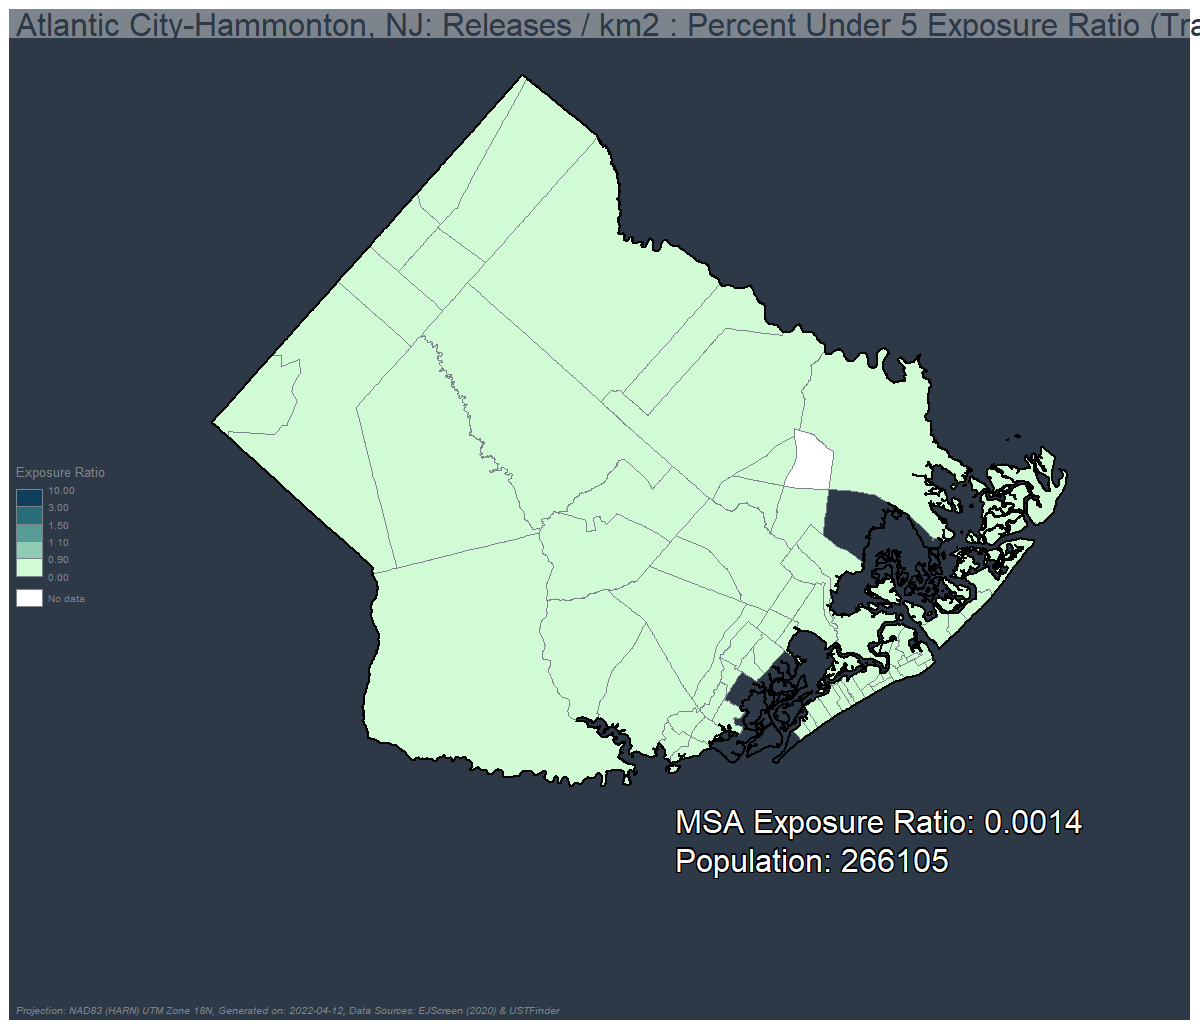 Atlantic City-Hammonton, NJ: Releases / km2 : Percent Under 5 Exposure Ratio (Tra
Exposure Ratio
10.00
3.00
1.50
1.10
0.90
0.00
No data
MSA Exposure Ratio: 0.0014
Population: 266105
Projection: NAD83 (HARN) UTM Zone 18N, Generated on: 2022-04-12, Data Sources: EJScreen (2020) & USTFinder